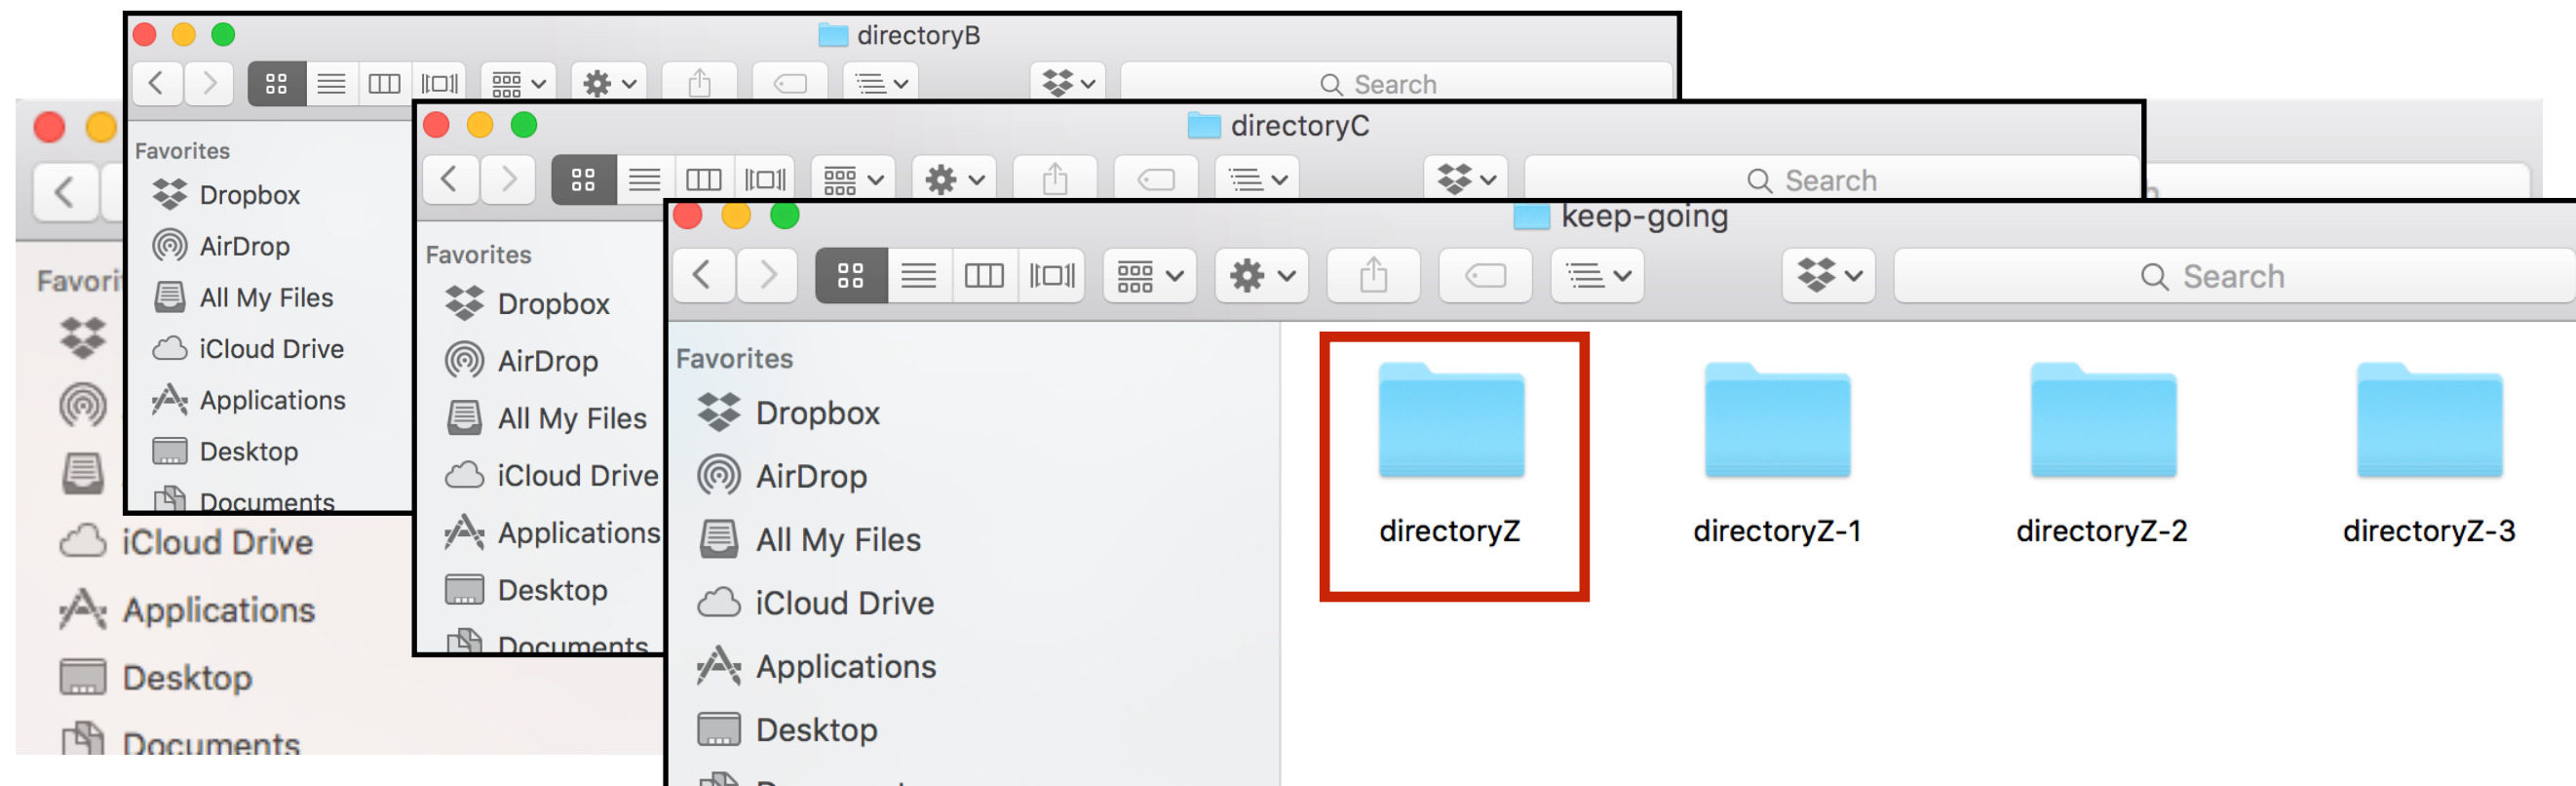 directoryB
Search
Favorites
Dropbox
AirDrop
All My Files
iCloud Drive
Applications
Desktop
Documents
directoryC
Search
Favorites
Dropbox
AirDrop
All My Files
iCloud Drive
Applications
Desktop
Documents
iCloud Drive
Applications
Desktop
Documents
keep-going
Search
Favorites
Dropbox
AirDrop
All My Files
iCloud Drive
Applications
Desktop
directoryZ directoryZ-1 directoryZ-2 directoryZ-3